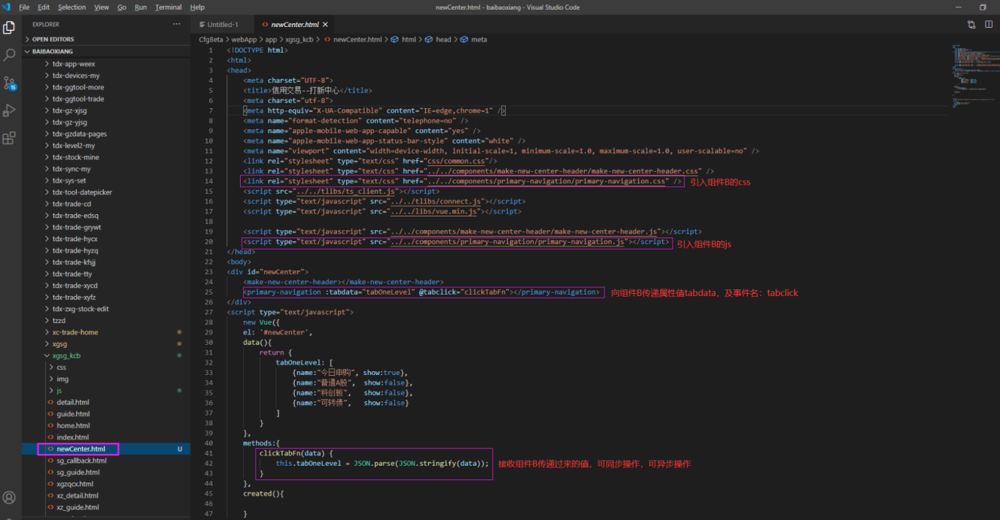 File Edit Selection View Go Run Terminal Help
newCenter.html - baibaoxiang - Visual Studio Code
EXPLORER
OPEN EDITORS
BAIBAOXIANG
tdx-app-weex
tdx-devices-my
tdx-ggtool-more
tdx-ggtool-trade
tdx-gz-xjsg
tdx-gz-yjsg
tdx-gzdata-pages
tdx-level2-my
tdx-stock-mine
tdx-sync-my
tdx-sys-set
tdx-tool-datepicker
tdx-trade-cd
tdx-trade-edsq
tdx-trade-grywt
tdx-trade-hycx
tdx-trade-hyzq
tdx-trade-kfsjj
tdx-trade-tty
tdx-trade-xycd
tdx-trade-xyfz
tdx-zxg-stock-edit
tzzd
xc-trade-home
xgsg
xgsg_kcb
css
img
js
detail.html
guide.html
home.html
index.html
newCenter.html U
sg_callback.html
sg_guide.html
xgzqcx.html
xz_detail.html
xz_guide.html
15
Untitled-1
newCenter.html
CfgBeta > webApp > app > xgsg_kcb > newCenter.html > html > head > meta
1 <!DOCTYPE html>
2 <html>
3 <head>
4 <meta charset="UTF-8">
5 <title>信用交易--打新中心</title>
6 <meta charset="utf-8">
7 <meta http-equiv="X-UA-Compatible" content="IE=edge,chrome=1" />
8 <meta name="format-detection" content="telephone=no" />
9 <meta name="apple-mobile-web-app-capable" content="yes" />
10 <meta name="apple-mobile-web-app-status-bar-style" content="white" />
11 <meta name="viewport" content="width=device-width, initial-scale=1, minimum-scale=1.0, maximum-scale=1.0, user-scalable=no" />
12 <link rel="stylesheet" type="text/css" href="css/common.css"/>
13 <link rel="stylesheet" type="text/css" href="../../components/make-new-center-header/make-new-center-header.css" />
14 <link rel="stylesheet" type="text/css" href="../../components/primary-navigation/primary-navigation.css" /> 引入组件B的css
15 <script src="../../tlibs/ts_client.js"></script>
16 <script type="text/javascript" src="../../tlibs/connect.js"></script>
17 <script type="text/javascript" src="../../libs/vue.min.js"></script>
18
19 <script type="text/javascript" src="../../components/make-new-center-header/make-new-center-header.js"></script>
20 <script type="text/javascript" src="../../components/primary-navigation/primary-navigation.js"></script> 引入组件B的js
21 </head>
22 <body>
23 <div id="newCenter">
24 <make-new-center-header></make-new-center-header>
25 <primary-navigation :tabdata="tabOneLevel" @tabclick="clickTabFn"></primary-navigation> 向组件B传递属性值tabdata，及事件名：tabclick
26 </div>
27 <script type="text/javascript">
28 new Vue({
29 el: '#newCenter',
30 data(){
31 return {
32 tabOneLevel: [
33 {name:"今日申购", show:true},
34 {name:"普通A股", show:false},
35 {name:"科创板", show:false},
36 {name:"可转债", show:false}
37 ]
38 }
39 },
40 methods:{
41 clickTabFn(data) {
42 this.tabOneLevel = JSON.parse(JSON.stringify(data)); 接收组件B传递过来的值，可同步操作，可异步操作
43 }
44 },
45 created(){
46
47 }